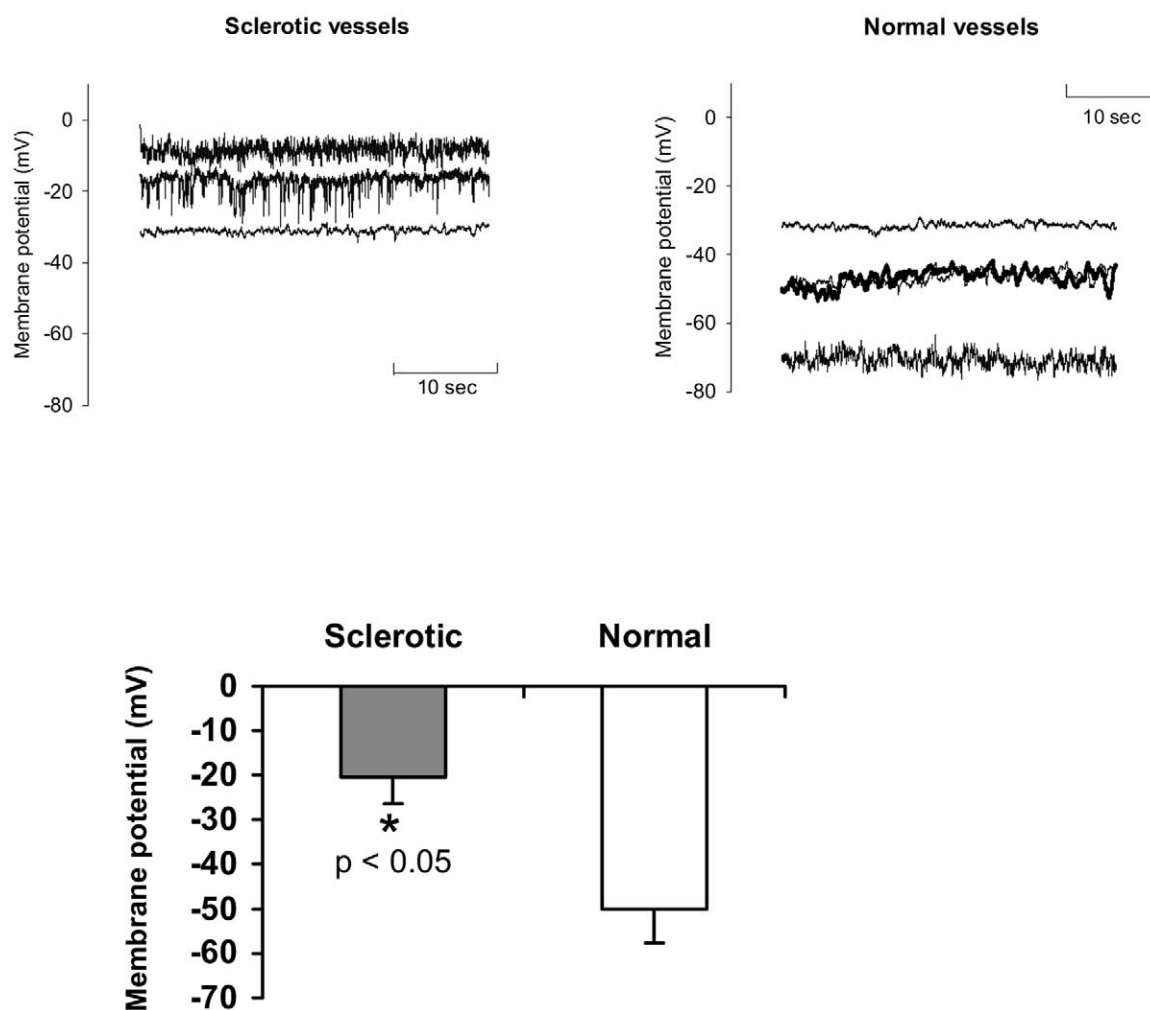 Sclerotic vessels
Normal vessels
Membrane potential (mV)
0
-20
-40
-60
-80
10 sec
Membrane potential (mV)
0
-20
-40
-60
-80
10 sec
Sclerotic
Normal
Membrane potential (mV)
0
-10
-20
-30
-40
-50
-60
-70
*
p < 0.05